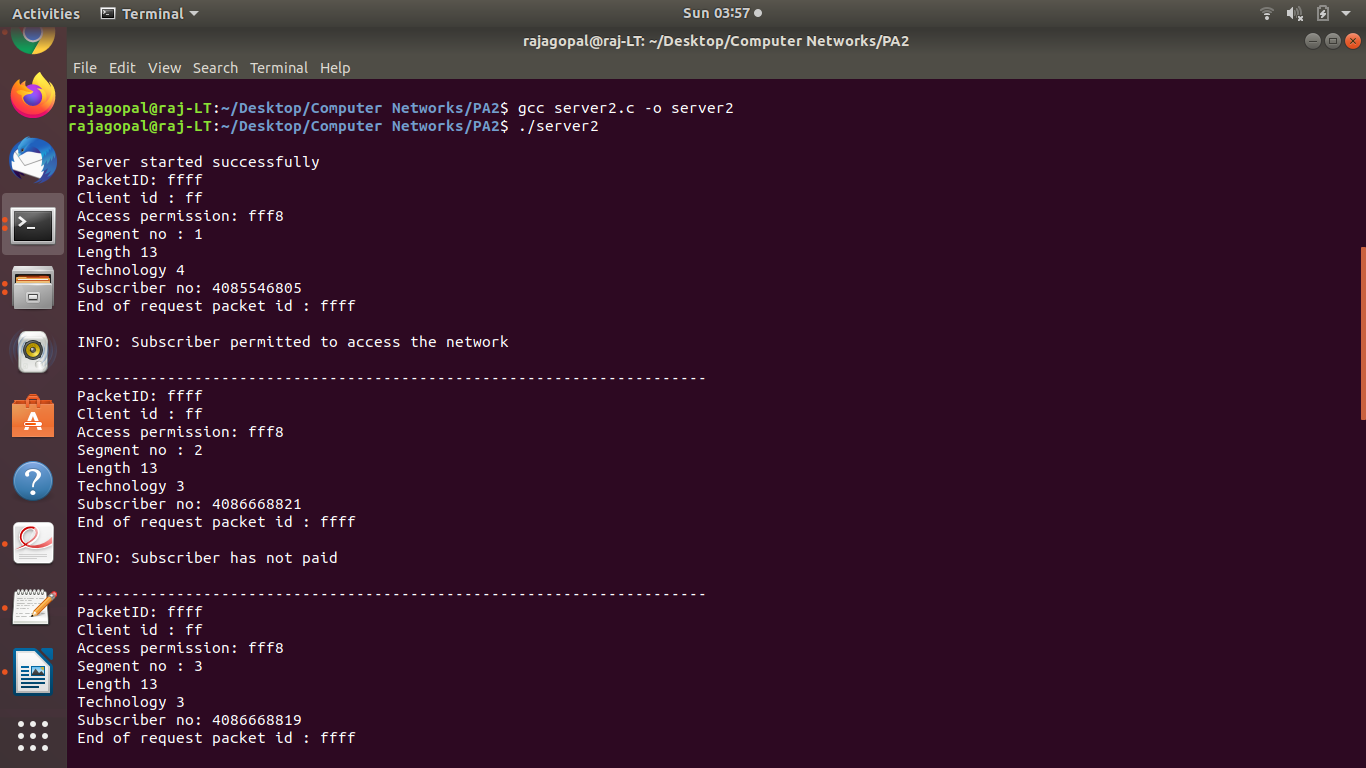 Activities Terminal Sun 03:57
rajagopal@raj-LT: ~/Desktop/Computer Networks/PA2
File Edit View Search Terminal Help
rajagopal@raj-LT:~/Desktop/Computer Networks/PA2$ gcc server2.c -o server2
rajagopal@raj-LT:~/Desktop/Computer Networks/PA2$ ./server2
Server started successfully
PacketID: ffff
Client id : ff
Access permission: fff8
Segment no : 1
Length 13
Technology 4
Subscriber no: 4085546805
End of request packet id : ffff
INFO: Subscriber permitted to access the network
----------------------------------------------------------------------
PacketID: ffff
Client id : ff
Access permission: fff8
Segment no : 2
Length 13
Technology 3
Subscriber no: 4086668821
End of request packet id : ffff
INFO: Subscriber has not paid
----------------------------------------------------------------------
PacketID: ffff
Client id : ff
Access permission: fff8
Segment no : 3
Length 13
Technology 3
Subscriber no: 4086668819
End of request packet id : ffff